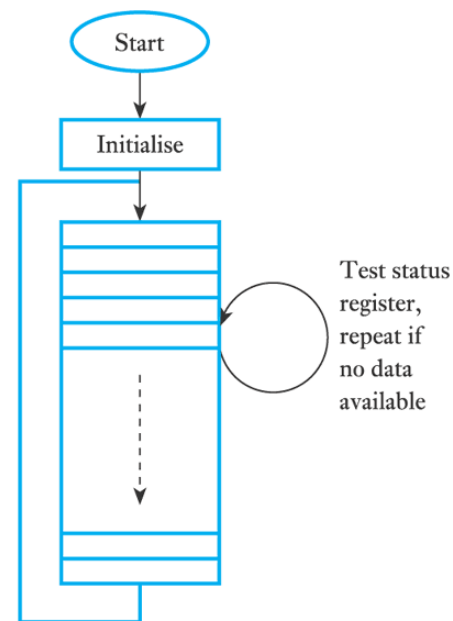 Start
Initialise
Test status
register,
repeat if
no data
available